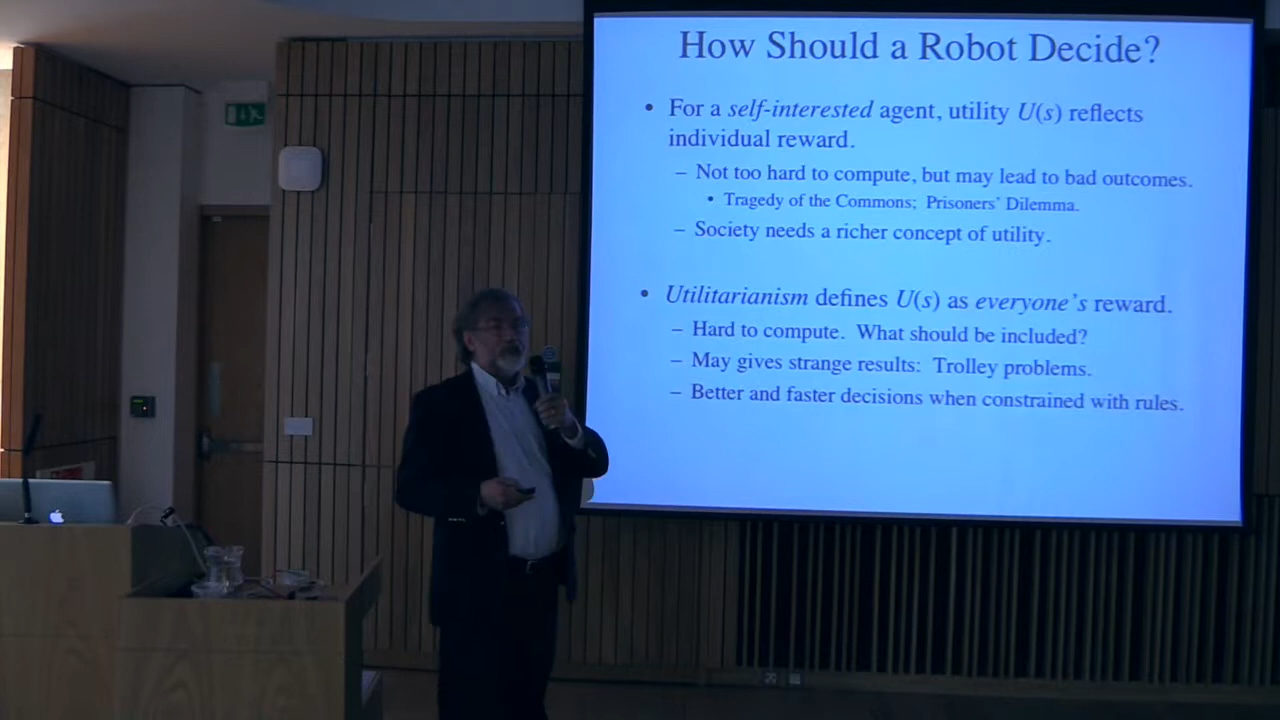 How Should a Robot Decide?
• For a self-interested agent, utility U(s) reflects
individual reward.
– Not too hard to compute, but may lead to bad outcomes.
• Tragedy of the Commons; Prisoners' Dilemma.
– Society needs a richer concept of utility.
• Utilitarianism defines U(s) as everyone's reward.
– Hard to compute. What should be included?
– May gives strange results: Trolley problems.
– Better and faster decisions when constrained with rules.